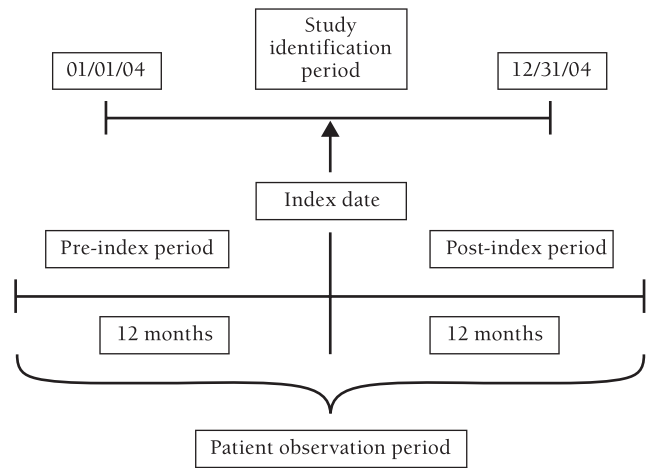 Study
identification
period
01/01/04
12/31/04
Index date
Pre-index period
Post-index period
12 months
12 months
Patient observation period